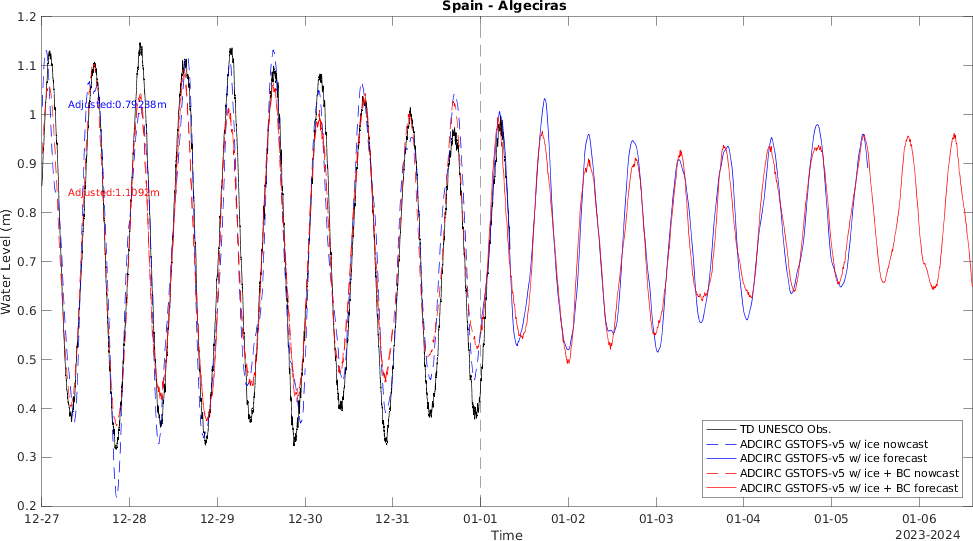 Spain - Algeciras
1.2
1.1
1
0.9
0.8
0.7
0.6
0.5
0.4
0.3
0.2
Water Level (m)
Adjusted:0.79238m
Adjusted:1.1092m
TD UNESCO Obs.
ADCIRC GSTOFS-v5 w/ ice nowcast
ADCIRC GSTOFS-v5 w/ ice forecast
ADCIRC GSTOFS-v5 w/ ice + BC nowcast
ADCIRC GSTOFS-v5 w/ ice + BC forecast
12-27 12-28 12-29 12-30 12-31 01-01 01-02 01-03 01-04 01-05 01-06
Time
2023-2024